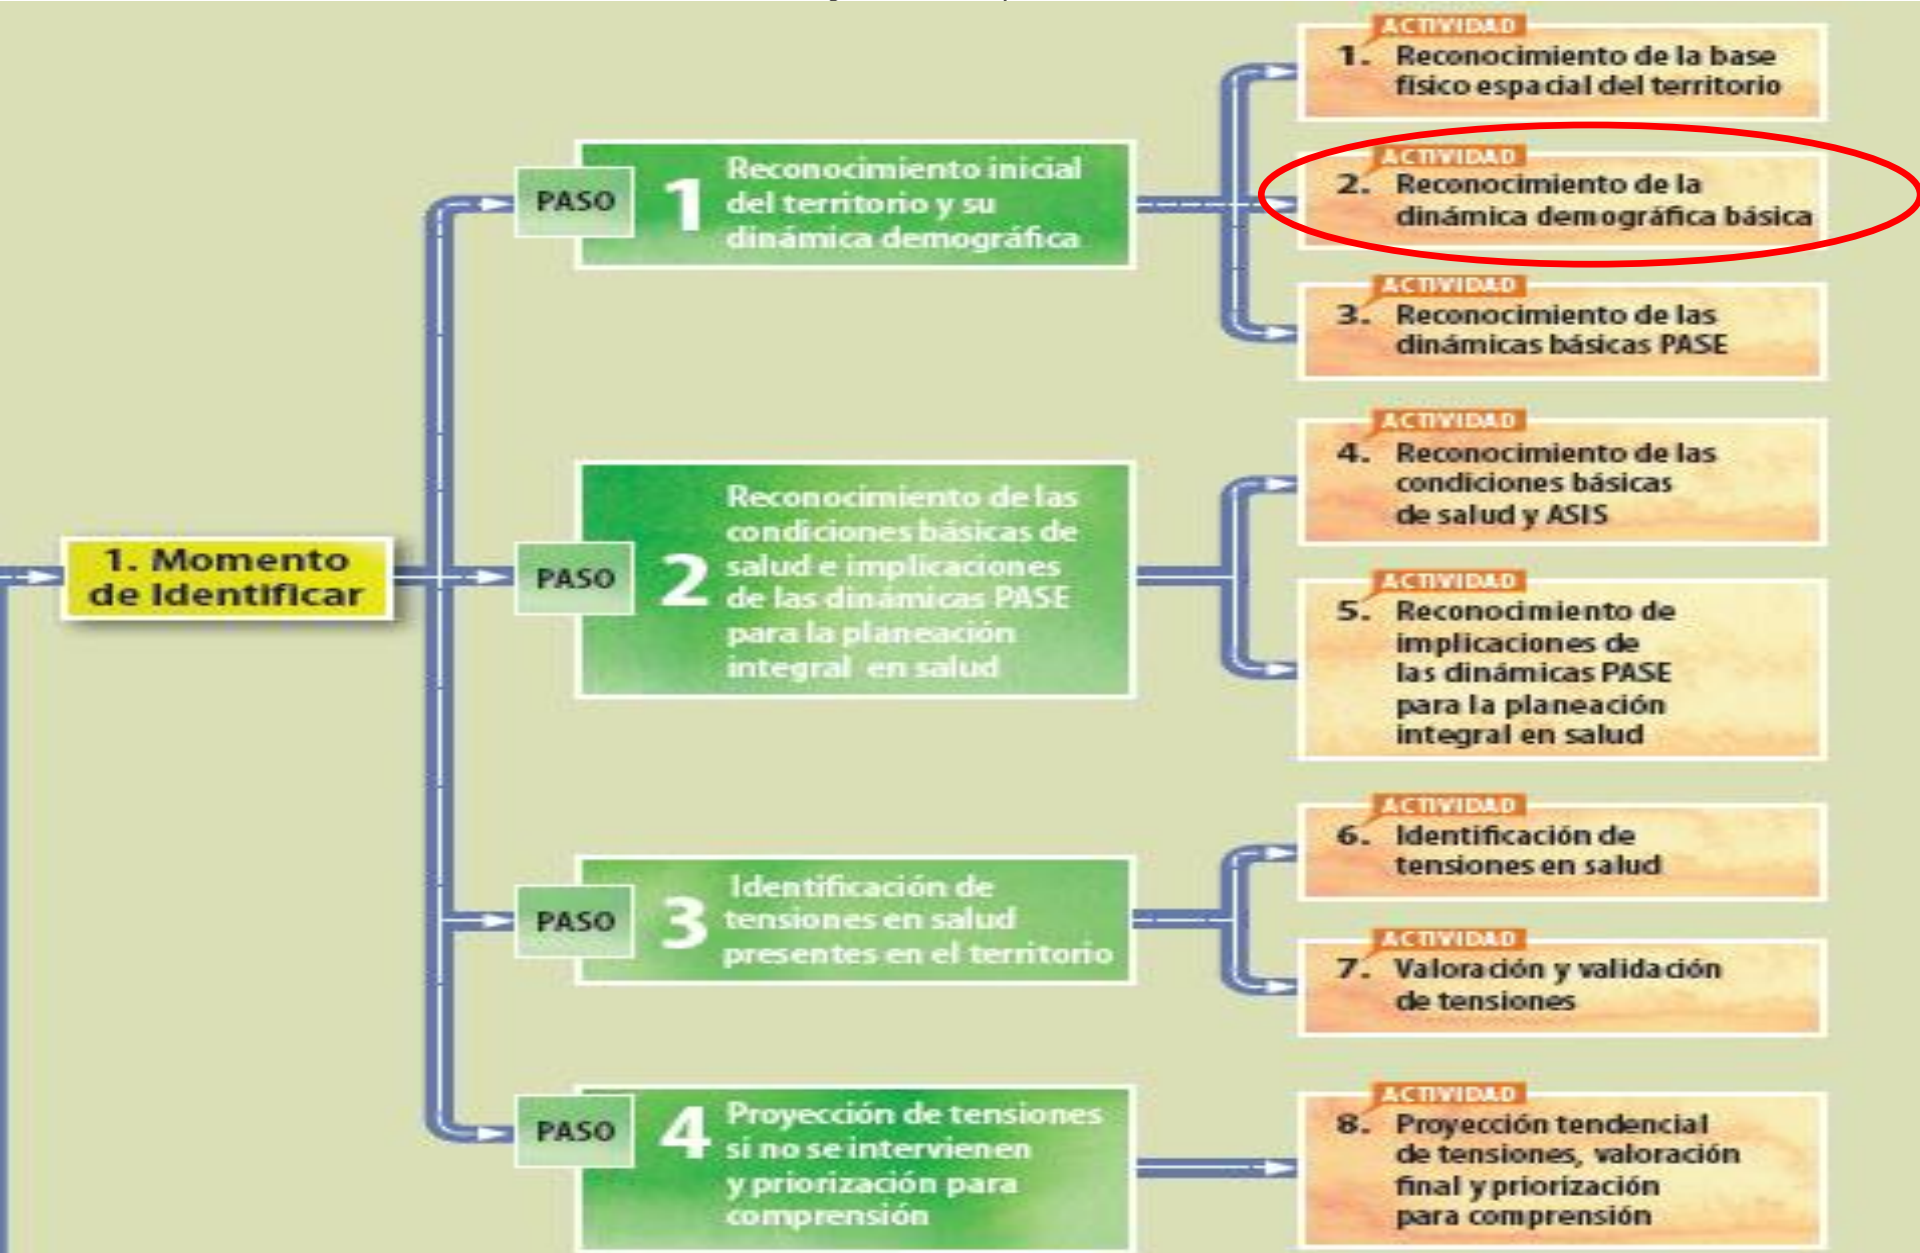 1. Momento
de Identificar
PASO
1
Reconocimiento inicial
del territorio y su
dinámica demográfica
ACTIVIDAD
1. Reconocimiento de la base
físico espacial del territorio
ACTIVIDAD
2. Reconocimiento de la
dinámica demográfica básica
ACTIVIDAD
3. Reconocimiento de las
dinámicas básicas PASE
PASO
2
Reconocimiento de las
condiciones básicas de
salud e implicaciones
de las dinámicas PASE
para la planeación
integral en salud
ACTIVIDAD
4. Reconocimiento de las
condiciones básicas
de salud y ASIS
ACTIVIDAD
5. Reconocimiento de
implicaciones de
las dinámicas PASE
para la planeación
integral en salud
PASO
3
Identificación de
tensiones en salud
presentes en el territorio
ACTIVIDAD
6. Identificación de
tensiones en salud
ACTIVIDAD
7. Valoración y validación
de tensiones
PASO
4
Proyección de tensiones
si no se intervienen
y priorización para
comprensión
ACTIVIDAD
8. Proyección tendencial
de tensiones, valoración
final y priorización
para comprensión